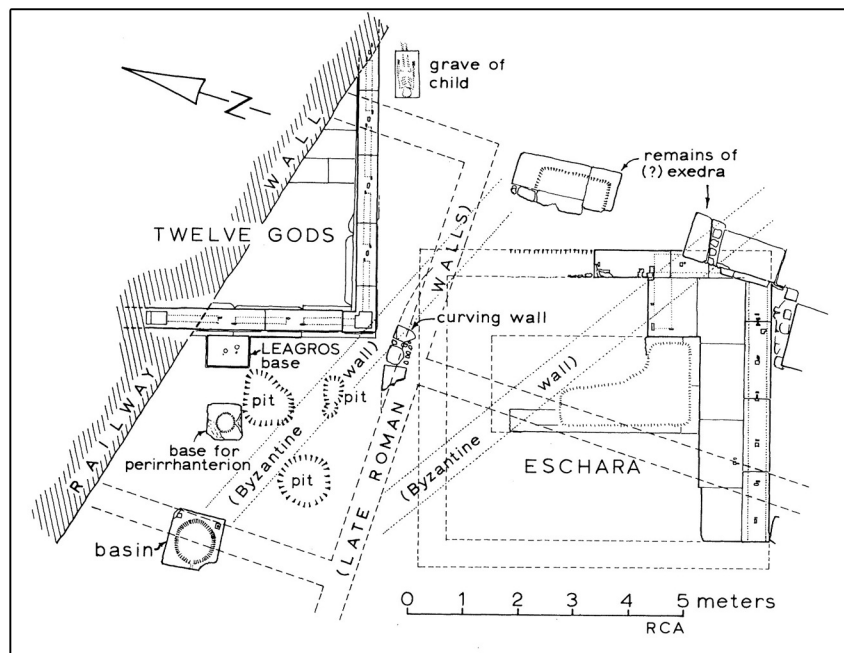 grave of
child
N
RAILWAY WALL
remains of
(?) exedra
TWELVE GODS
(LATE ROMAN WALLS)
curving wall
LEAGROS
base
pit
pit
(Byzantine wall)
(Byzantine wall)
base for
perirrhanterion
pit
ESCHARA
basin
0 1 2 3 4 5 meters
RCA